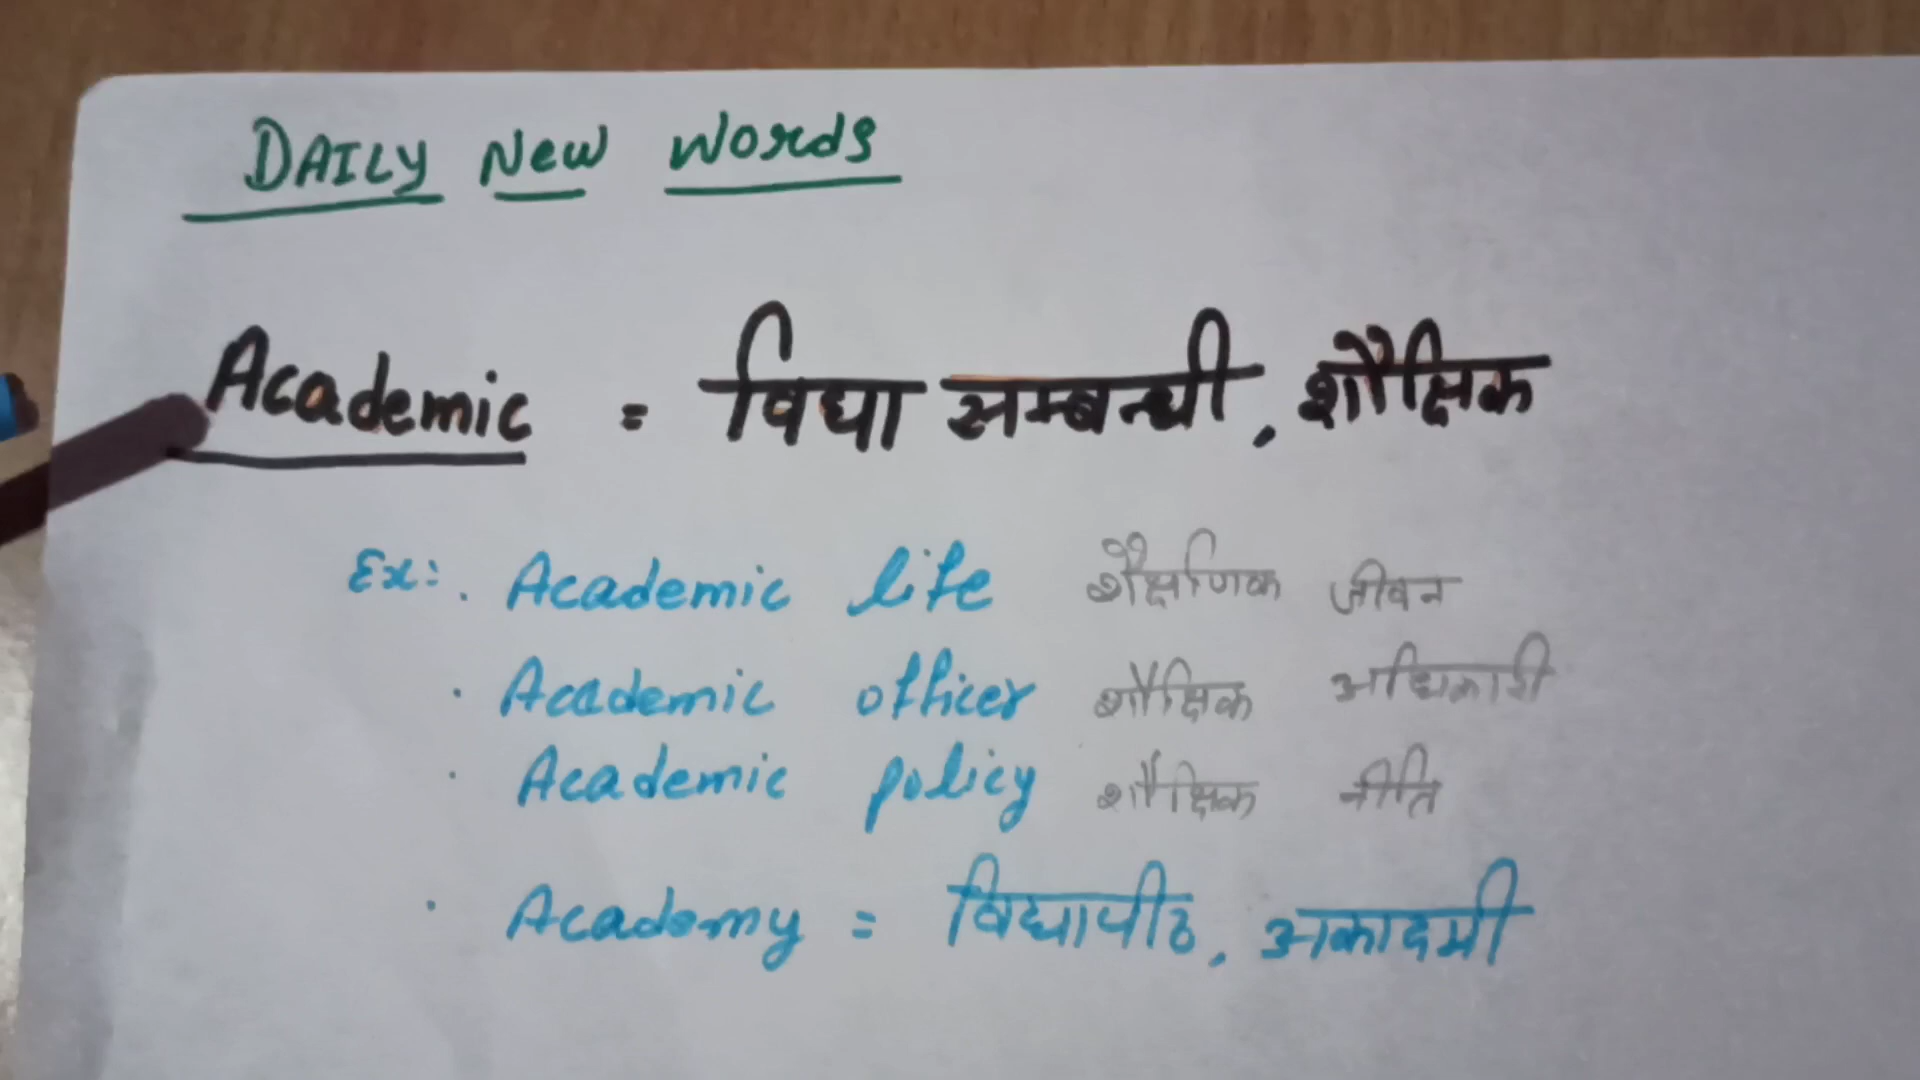 DAILY New Words
Academic = विघा सम्बन्धी, शौक्षिक
Ex:. Academic life शैक्षणिक जीवन
. Academic officer शौक्षिक अधिकारी
. Academic policy शौक्षिक नीति
. Academy = विद्यापीठ, अकादमी